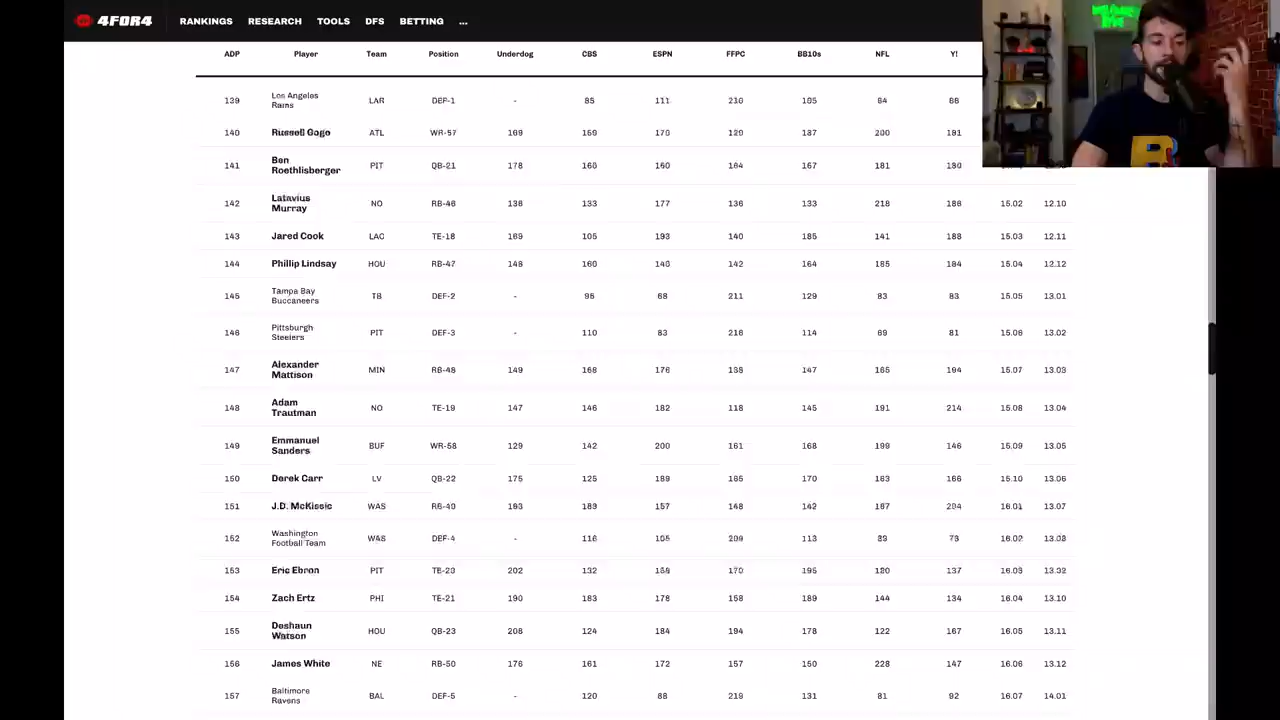 4FOR4 RANKINGS RESEARCH TOOLS DFS BETTING ...
ADP Player Team Position Underdog CBS ESPN FFPC BB10s NFL Y!
139 Los Angeles Rams LAR DEF-1 - 85 111 230 105 84 88
140 Russell Gage ATL WR-57 169 169 170 129 187 200 191
141 Ben Roethlisberger PIT QB-21 178 160 160 184 167 181 130
142 Latavius Murray NO RB-46 136 133 177 136 133 218 186 15.02 12.10
143 Jared Cook LAC TE-18 169 105 193 140 185 141 188 15.03 12.11
144 Phillip Lindsay HOU RB-47 148 160 140 142 164 185 184 15.04 12.12
145 Tampa Bay Buccaneers TB DEF-2 - 95 68 211 129 83 83 15.05 13.01
146 Pittsburgh Steelers PIT DEF-3 - 110 83 216 114 69 81 15.06 13.02
147 Alexander Mattison MIN RB-48 149 168 176 135 147 165 194 15.07 13.03
148 Adam Trautman NO TE-19 147 146 182 118 145 191 214 15.08 13.04
149 Emmanuel Sanders BUF WR-58 129 142 200 161 168 199 146 15.09 13.05
150 Derek Carr LV QB-22 175 125 189 185 170 163 166 15.10 13.06
151 J.D. McKissic WAS RB-49 163 189 157 148 142 167 204 16.01 13.07
152 Washington Football Team WAS DEF-4 - 116 105 209 113 89 73 16.02 13.08
153 Eric Ebron PIT TE-20 202 132 154 170 195 120 137 16.03 13.09
154 Zach Ertz PHI TE-21 190 183 178 158 189 144 134 16.04 13.10
155 Deshaun Watson HOU QB-23 208 124 184 194 178 122 167 16.05 13.11
156 James White NE RB-50 176 161 172 157 150 228 147 16.06 13.12
157 Baltimore Ravens BAL DEF-5 - 120 88 219 131 81 92 16.07 14.01